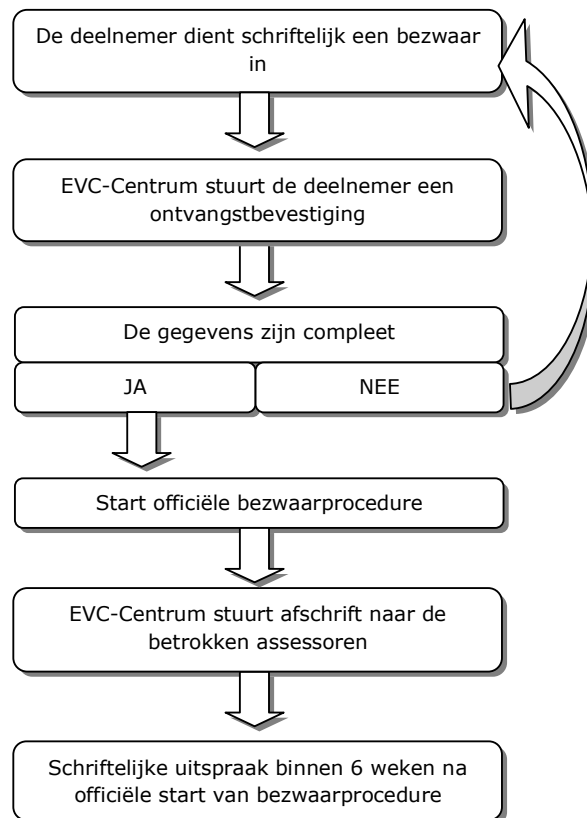 De deelnemer dient schriftelijk een bezwaar
in
EVC-Centrum stuurt de deelnemer een
ontvangstbevestiging
De gegevens zijn compleet
JA
NEE
Start officiële bezwaarprocedure
EVC-Centrum stuurt afschrift naar de
betrokken assessoren
Schriftelijke uitspraak binnen 6 weken na
officiële start van bezwaarprocedure